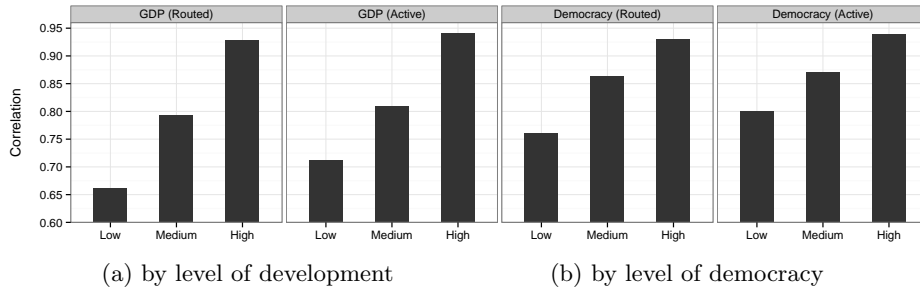 GDP (Routed) GDP (Active) Democracy (Routed) Democracy (Active)
Correlation
0.95
0.90
0.85
0.80
0.75
0.70
0.65
0.60
Low Medium High Low Medium High Low Medium High Low Medium High
(a) by level of development (b) by level of democracy